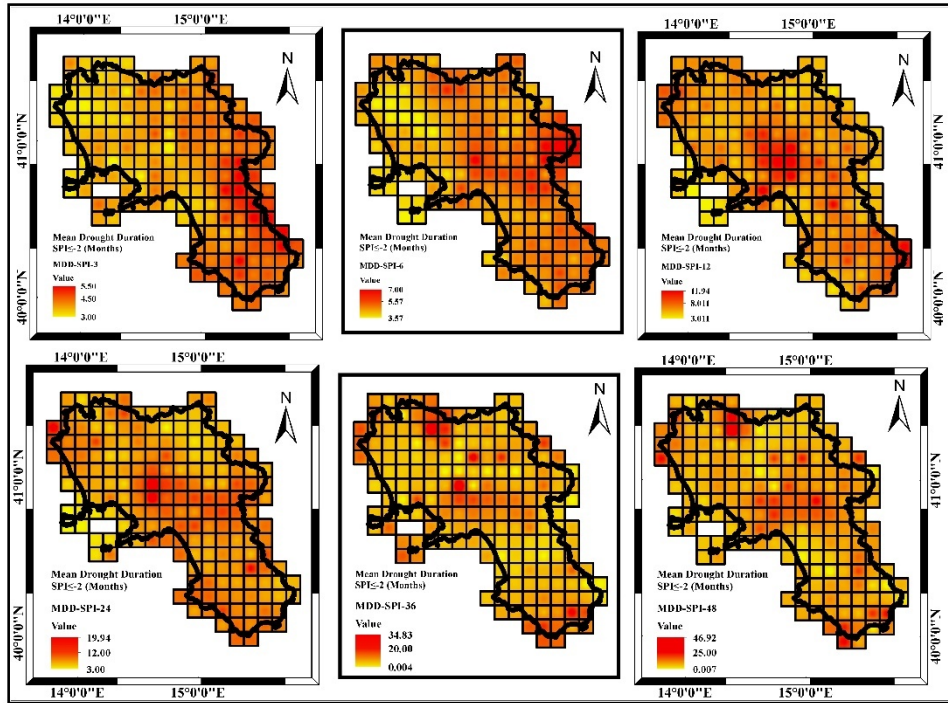 14°0'0"E 15°0'0"E
N
41°0'0"N
40°0'0"N
Mean Drought Duration
SPI≤-2 (Months)
MDD-SPI-3
Value
5.50
4.50
3.00
N
Mean Drought Duration
SPI≤-2 (Months)
MDD-SPI-6
Value
7.00
5.57
3.57
14°0'0"E 15°0'0"E
N
41°0'0"N
40°0'0"N
Mean Drought Duration
SPI≤-2 (Months)
MDD-SPI-12
Value
11.94
8.011
3.011
14°0'0"E 15°0'0"E
N
41°0'0"N
40°0'0"N
Mean Drought Duration
SPI≤-2 (Months)
MDD-SPI-24
Value
19.94
12.00
3.00
14°0'0"E 15°0'0"E
N
Mean Drought Duration
SPI≤-2 (Months)
MDD-SPI-36
Value
34.83
20.00
0.004
14°0'0"E 15°0'0"E
N
41°0'0"N
40°0'0"N
Mean Drought Duration
SPI≤-2 (Months)
MDD-SPI-48
Value
46.92
25.00
0.007
14°0'0"E 15°0'0"E